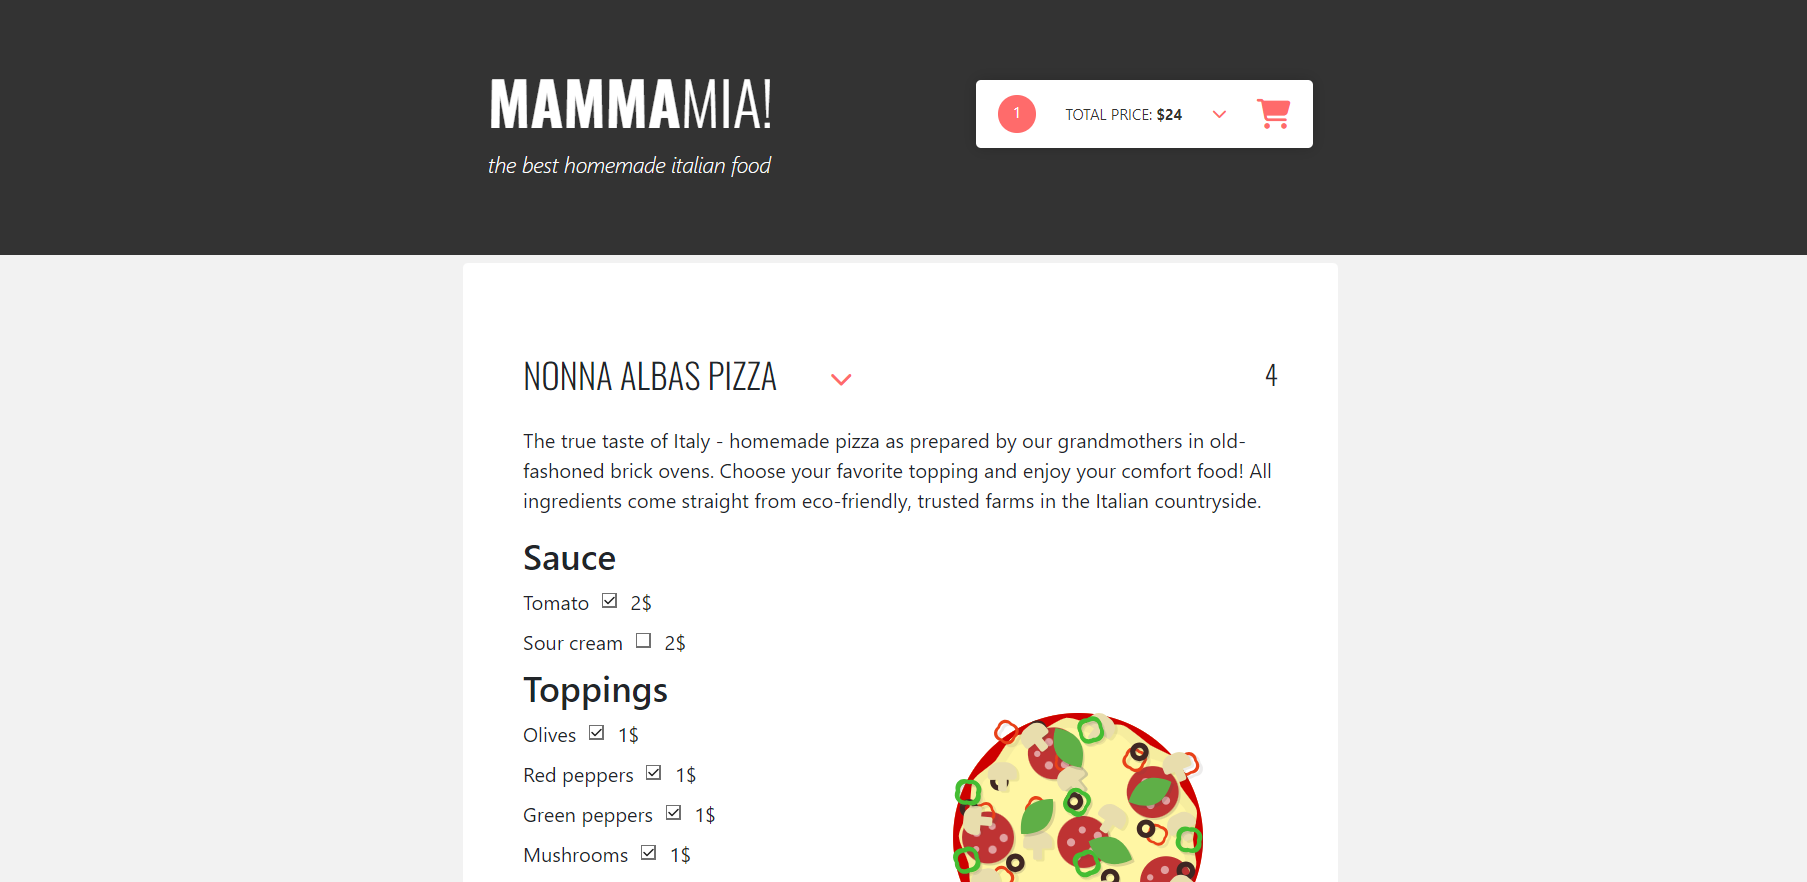 MAMMAMIA!
the best homemade italian food
1 TOTAL PRICE: $24
NONNA ALBAS PIZZA 4
The true taste of Italy - homemade pizza as prepared by our grandmothers in old-
fashoned brick ovens. Choose your favorite topping and enjoy your comfort food! All
ingredients come straight from eco-friendly, trusted farms in the Italian countryside.
Sauce
Tomato 2$
Sour cream 2$
Toppings
Olives 1$
Red peppers 1$
Green peppers 1$
Mushrooms 1$